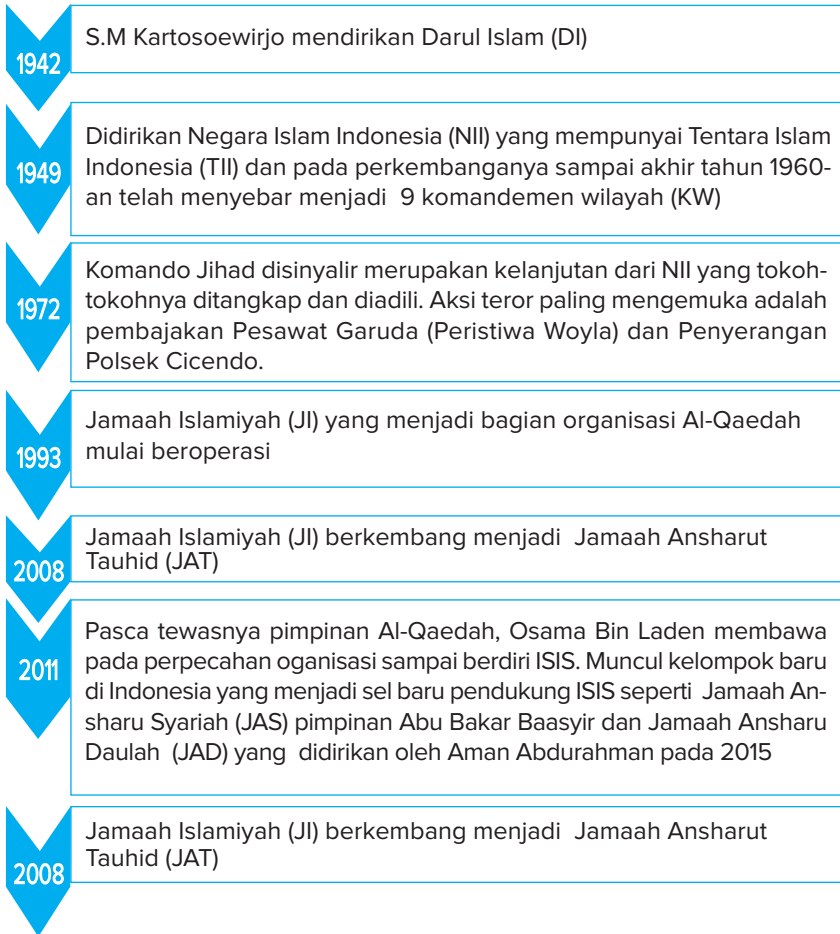 1942
S.M Kartosoewirjo mendirikan Darul Islam (DI)
1949
Didirikan Negara Islam Indonesia (NII) yang mempunyai Tentara Islam
Indonesia (TII) dan pada perkembanganya sampai akhir tahun 1960-
an telah menyebar menjadi 9 komandemen wilayah (KW)
1972
Komando Jihad disinyalir merupakan kelanjutan dari NII yang tokoh-
tokohnya ditangkap dan diadili. Aksi teror paling mengemuka adalah
pembajakan Pesawat Garuda (Peristiwa Woyla) dan Penyerangan
Polsek Cicendo.
1993
Jamaah Islamiyah (JI) yang menjadi bagian organisasi Al-Qaedah
mulai beroperasi
2008
Jamaah Islamiyah (JI) berkembang menjadi Jamaah Ansharut
Tauhid (JAT)
2011
Pasca tewasnya pimpinan Al-Qaedah, Osama Bin Laden membawa
pada perpecahan oganisasi sampai berdiri ISIS. Muncul kelompok baru
di Indonesia yang menjadi sel baru pendukung ISIS seperti Jamaah An-
sharu Syariah (JAS) pimpinan Abu Bakar Baasyir dan Jamaah Ansharu
Daulah (JAD) yang didirikan oleh Aman Abdurahman pada 2015
2008
Jamaah Islamiyah (JI) berkembang menjadi Jamaah Ansharut
Tauhid (JAT)